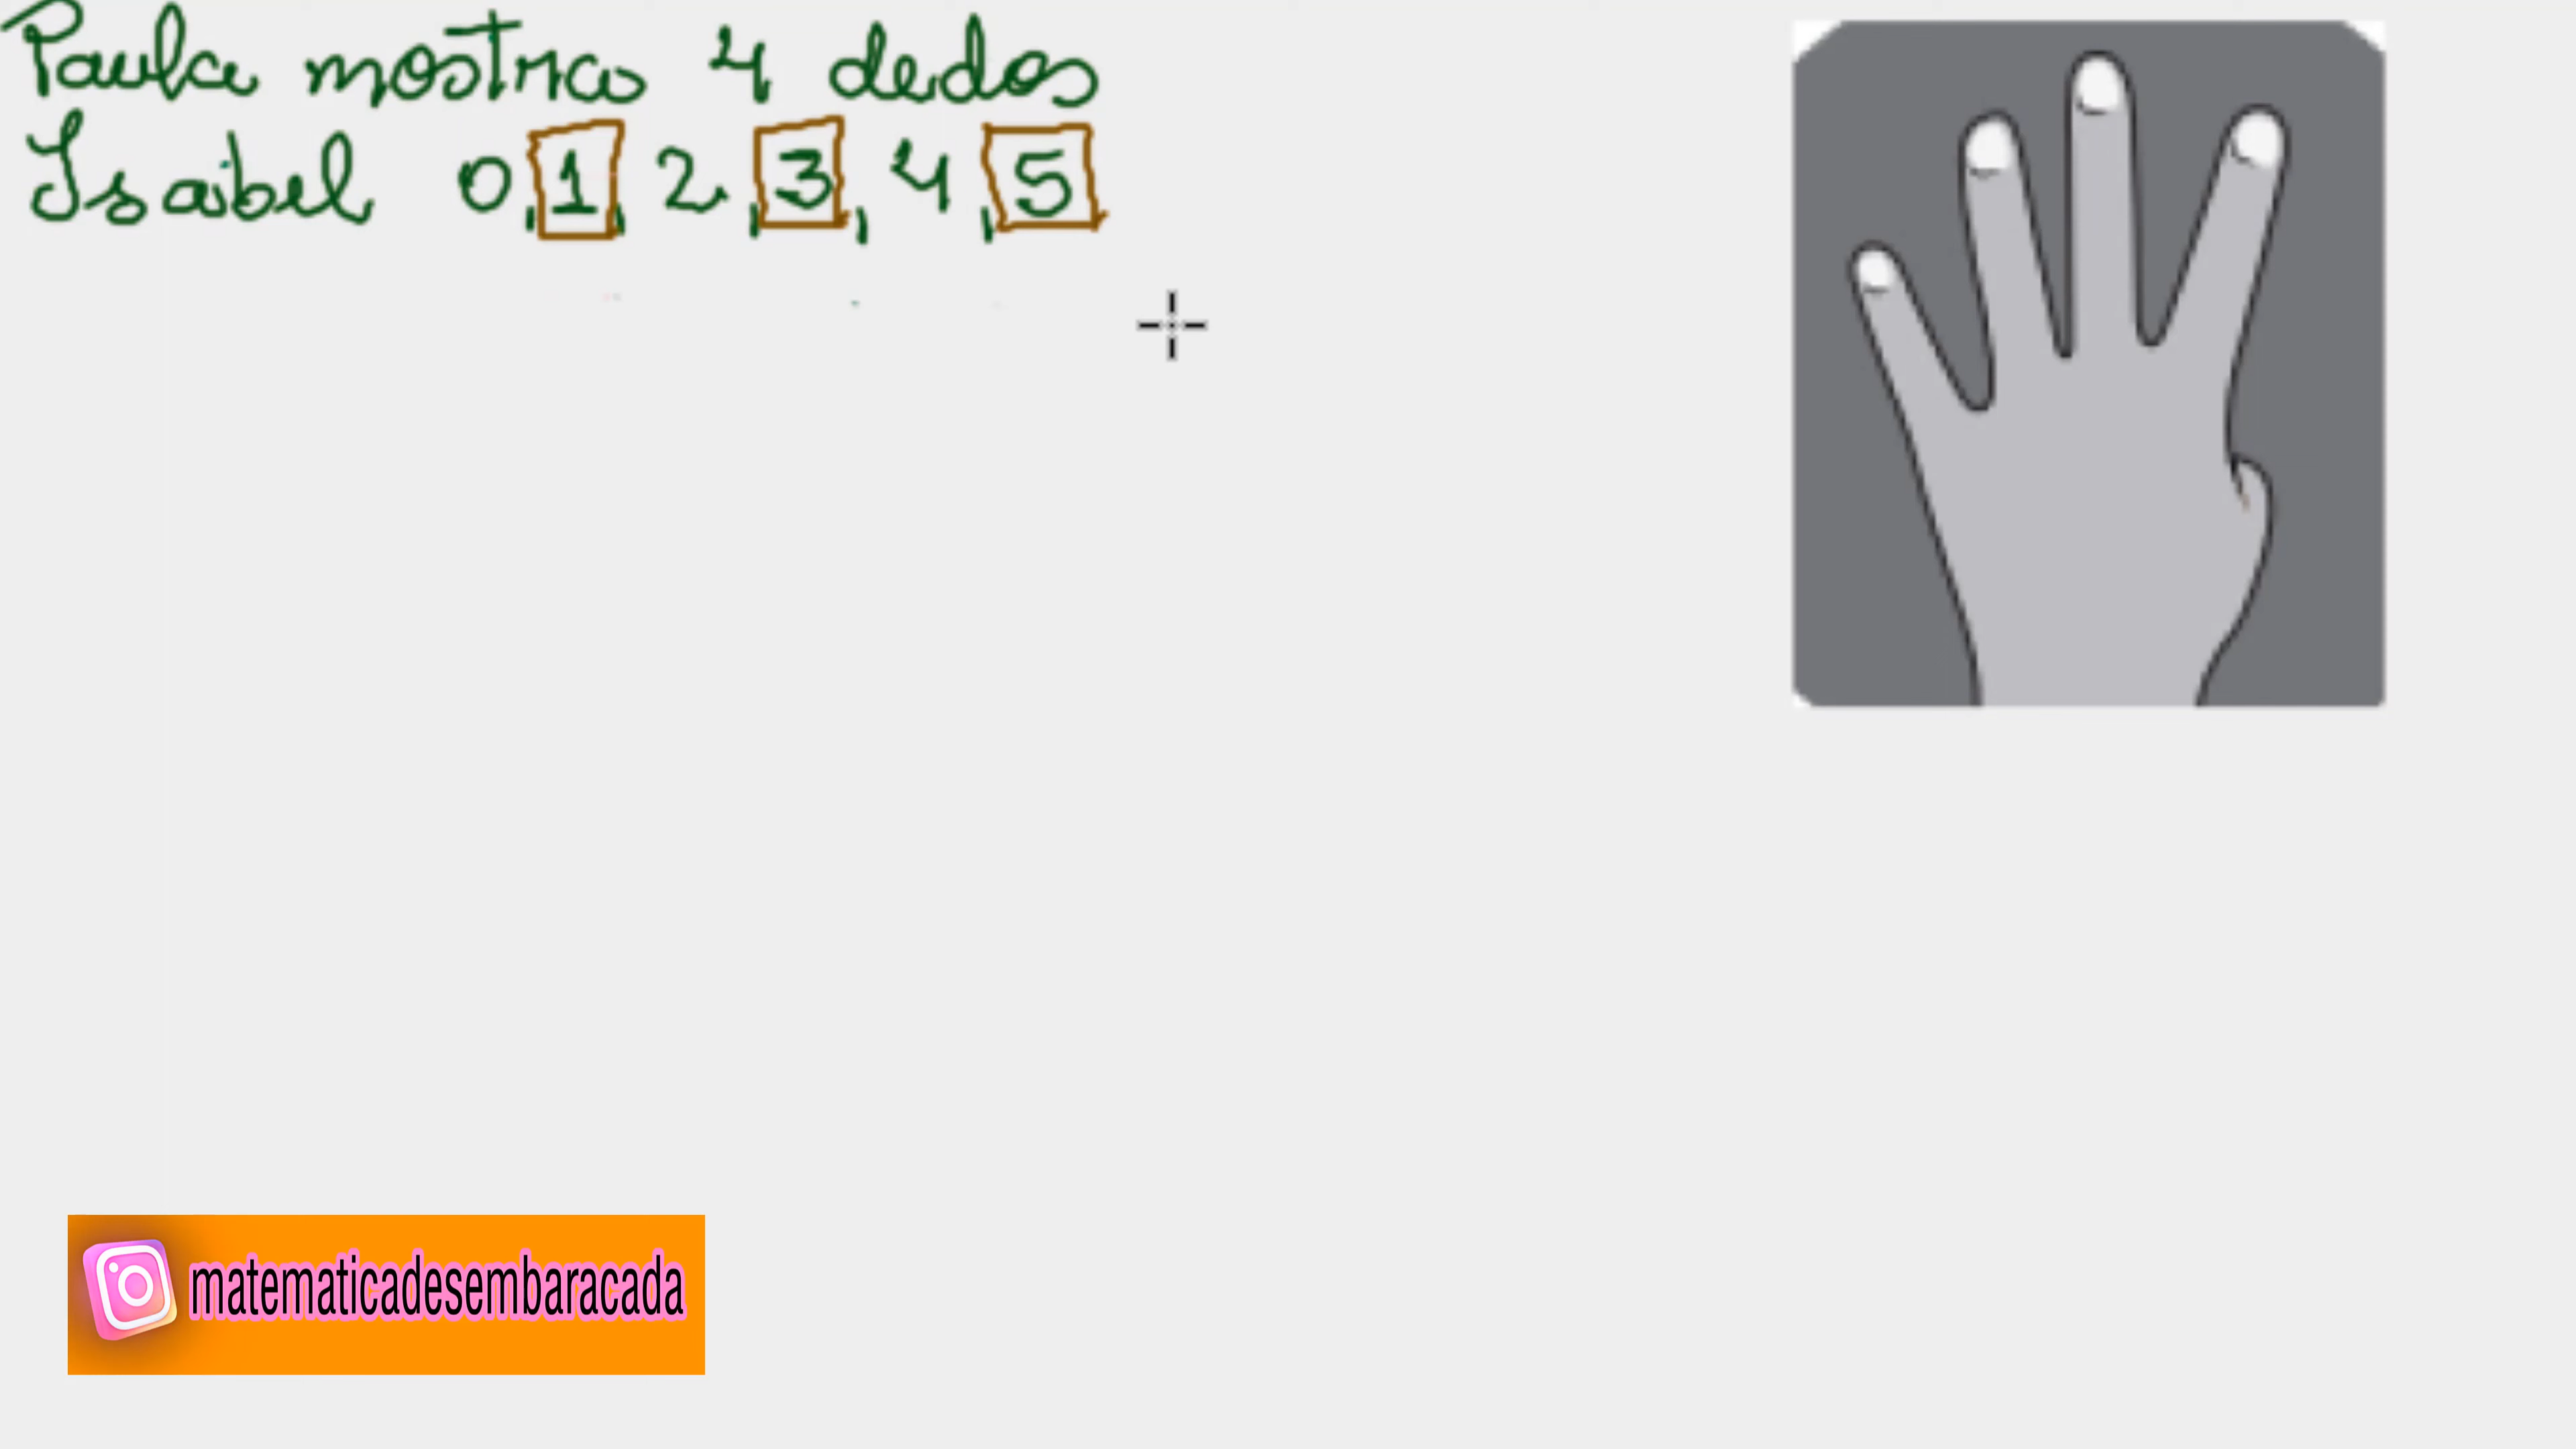 Paula mostra 4 dedos
Isabel 0, 1, 2, 3, 4, 5
matematicadesembaracada